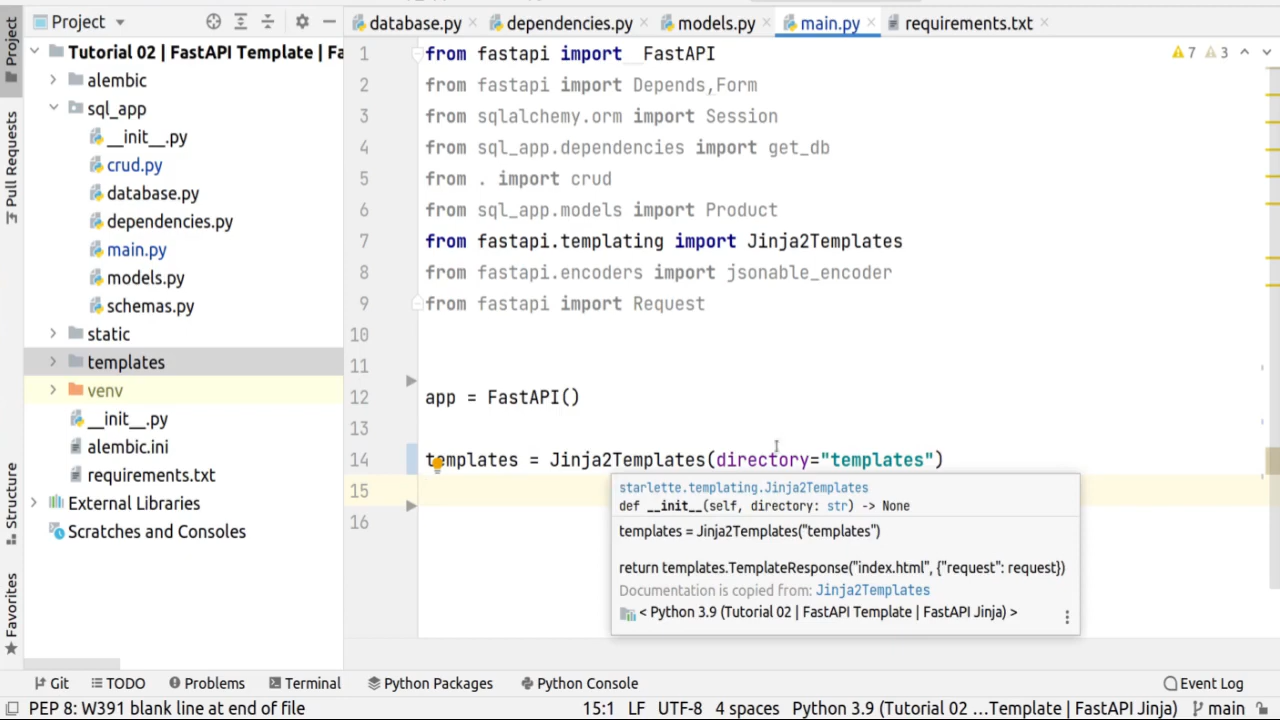 Project
database.py
dependencies.py
models.py
main.py
requirements.txt
Project
Pull Requests
Structure
Favorites
Tutorial 02 | FastAPI Template | Fa
alembic
sql_app
__init__.py
crud.py
database.py
dependencies.py
main.py
models.py
schemas.py
static
templates
venv
__init__.py
alembic.ini
requirements.txt
External Libraries
Scratches and Consoles
7 3
1 from fastapi import FastAPI
2 from fastapi import Depends,Form
3 from sqlalchemy.orm import Session
4 from sql_app.dependencies import get_db
5 from . import crud
6 from sql_app.models import Product
7 from fastapi.templating import Jinja2Templates
8 from fastapi.encoders import jsonable_encoder
9 from fastapi import Request
10
11
12 app = FastAPI()
13
14 templates = Jinja2Templates(directory="templates")
15
16
starlette.templating.Jinja2Templates
def __init__(self, directory: str) -> None
templates = Jinja2Templates("templates")
return templates.TemplateResponse("index.html", {"request": request})
Documentation is copied from: Jinja2Templates
< Python 3.9 (Tutorial 02 | FastAPI Template | FastAPI Jinja) >
Git TODO Problems Terminal Python Packages Python Console Event Log
PEP 8: W391 blank line at end of file 15:1 LF UTF-8 4 spaces Python 3.9 (Tutorial 02 ...Template | FastAPI Jinja) main